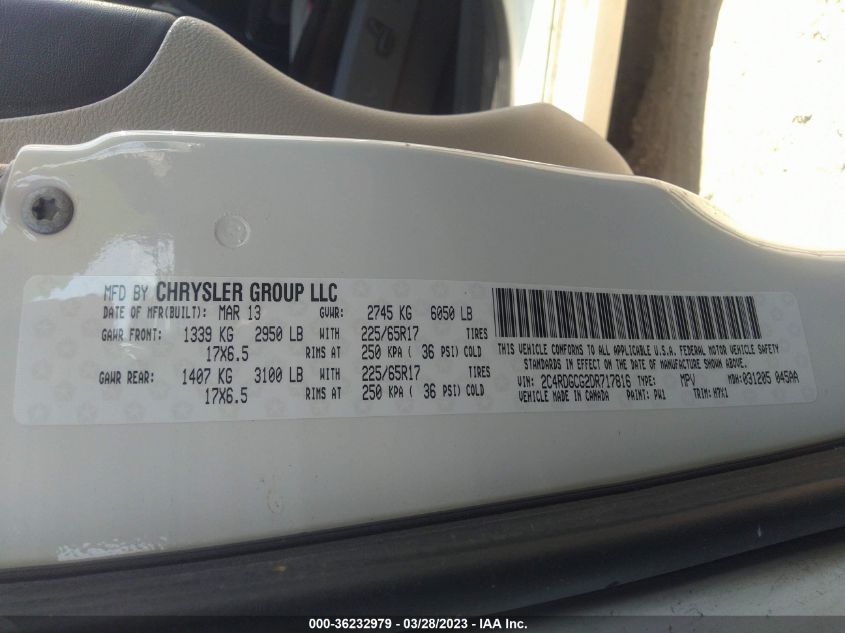 MFD BY CHRYSLER GROUP LLC
DATE OF MFR(BUILT): MAR 13 GVWR: 2745 KG 6050 LB
GAWR FRONT: 1339 KG 2950 LB WITH 225/65R17 TIRES
17X6.5 RIMS AT 250 KPA ( 36 PSI) COLD
GAWR REAR: 1407 KG 3100 LB WITH 225/65R17 TIRES
17X6.5 RIMS AT 250 KPA ( 36 PSI) COLD
THIS VEHICLE CONFORMS TO ALL APPLICABLE U.S.A. FEDERAL MOTOR VEHICLE SAFETY
STANDARDS IN EFFECT ON THE DATE OF MANUFACTURE SHOWN ABOVE.
VIN: 2C4RDGCG2DR717616 TYPE: MPV MDH: 031205 045AA
VEHICLE MADE IN CANADA PAINT: PW1 TRIM: M7X1
000-36232979 - 03/28/2023 - IAA Inc.